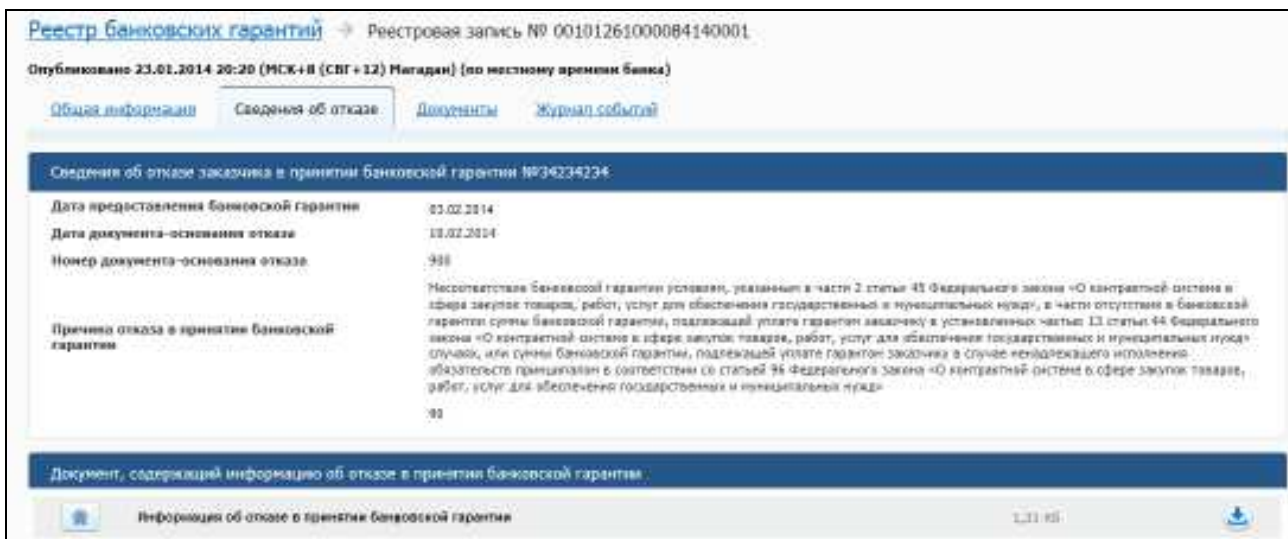 Реестр банковских гарантий → Реестровая запись № 00101261000084140001
Опубликовано 23.01.2014 20:20 (МСК+8 (СВГ+12) Магадан) (по местному времени банка)
Общая информация Сведения об отказе Документы Журнал событий
Сведения об отказе заказчика в принятии банковской гарантии №34234234
Дата предоставления банковской гарантии 03.02.2014
Дата документа-основания отказа 10.02.2014
Номер документа-основания отказа 900
Несоответствие банковской гарантии условиям, указанным в части 2 статьи 45 Федерального закона «О контрактной системе в
сфере закупок товаров, работ, услуг для обеспечения государственных и муниципальных нужд», в части отсутствия в банковской
гарантии суммы банковской гарантии, подлежащей уплате гарантом заказчику в установленных частью 13 статьи 44 Федерального
Причина отказа в принятии банковской
гарантии
закона «О контрактной системе в сфере закупок товаров, работ, услуг для обеспечения государственных и муниципальных нужд»
случаях, или суммы банковской гарантии, подлежащей уплате гарантом заказчику в случае ненадлежащего исполнения
обязательств принципалом в соответствии со статьей 96 Федерального закона «О контрактной системе в сфере закупок товаров,
работ, услуг для обеспечения государственных и муниципальных нужд»
90
Документ, содержащий информацию об отказе в принятии банковской гарантии
Информация об отказе в принятии банковской гарантии